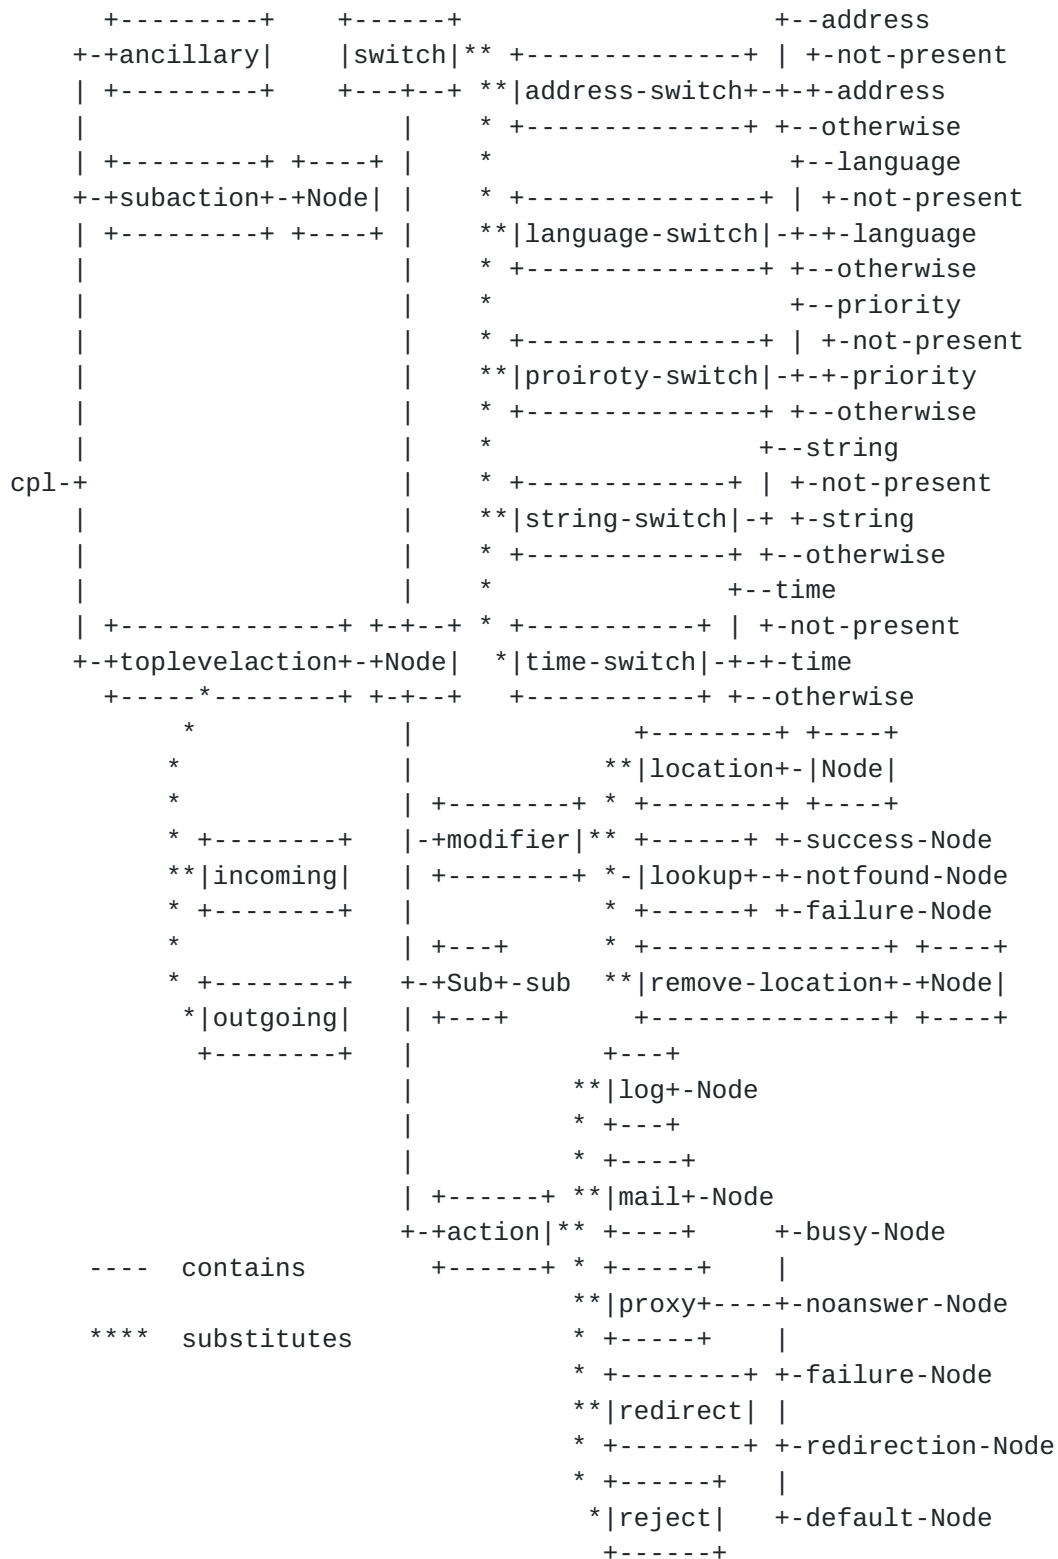 +---------+    +------+                    +--address
    +-+ancillary|    |switch|** +--------------+ | +-not-present
    | +---------+    +---+--+ **|address-switch+-+-+-address
    |                    |    * +--------------+ +--otherwise
    | +---------+ +----+ |    *                   +--language
    +-+subaction+-+Node| |    * +---------------+ | +-not-present
    | +---------+ +----+ |    **|language-switch|-+-+-language
    |                    |    * +---------------+ +--otherwise
    |                    |    *                   +--priority
    |                    |    * +---------------+ | +-not-present
    |                    |    **|proiroty-switch|-+-+-priority
    |                    |    * +---------------+ +--otherwise
    |                    |    *                 +--string
cpl-+                    |    * +-------------+ | +-not-present
    |                    |    **|string-switch|-+ +-string
    |                    |    * +-------------+ +--otherwise
    |                    |    *               +--time
    | +--------------+ +-+--+ * +-----------+ | +-not-present
    +-+toplevelaction+-+Node|  *|time-switch|-+-+-time
      +-----*--------+ +-+--+   +-----------+ +--otherwise
           *             |              +--------+ +----+
          *              |            **|location+-|Node|
          *              | +--------+ * +--------+ +----+
          * +--------+   |-+modifier|** +------+ +-success-Node
          **|incoming|   | +--------+ *-|lookup+-+-notfound-Node
          * +--------+   |            * +------+ +-failure-Node
          *              | +---+      * +---------------+ +----+
          * +--------+   +-+Sub+-sub  **|remove-location+-+Node|
           *|outgoing|   | +---+        +---------------+ +----+
            +--------+   |            +---+
                         |          **|log+-Node
                         |          * +---+
                         |          * +----+
                         | +------+ **|mail+-Node
                         +-+action|** +----+     +-busy-Node
     ----  contains        +------+ * +-----+    |
                                    **|proxy+----+-noanswer-Node
     ****  substitutes              * +-----+    |
                                    * +--------+ +-failure-Node
                                    **|redirect| |
                                    * +--------+ +-redirection-Node
                                    * +------+   |
                                     *|reject|   +-default-Node
                                      +------+